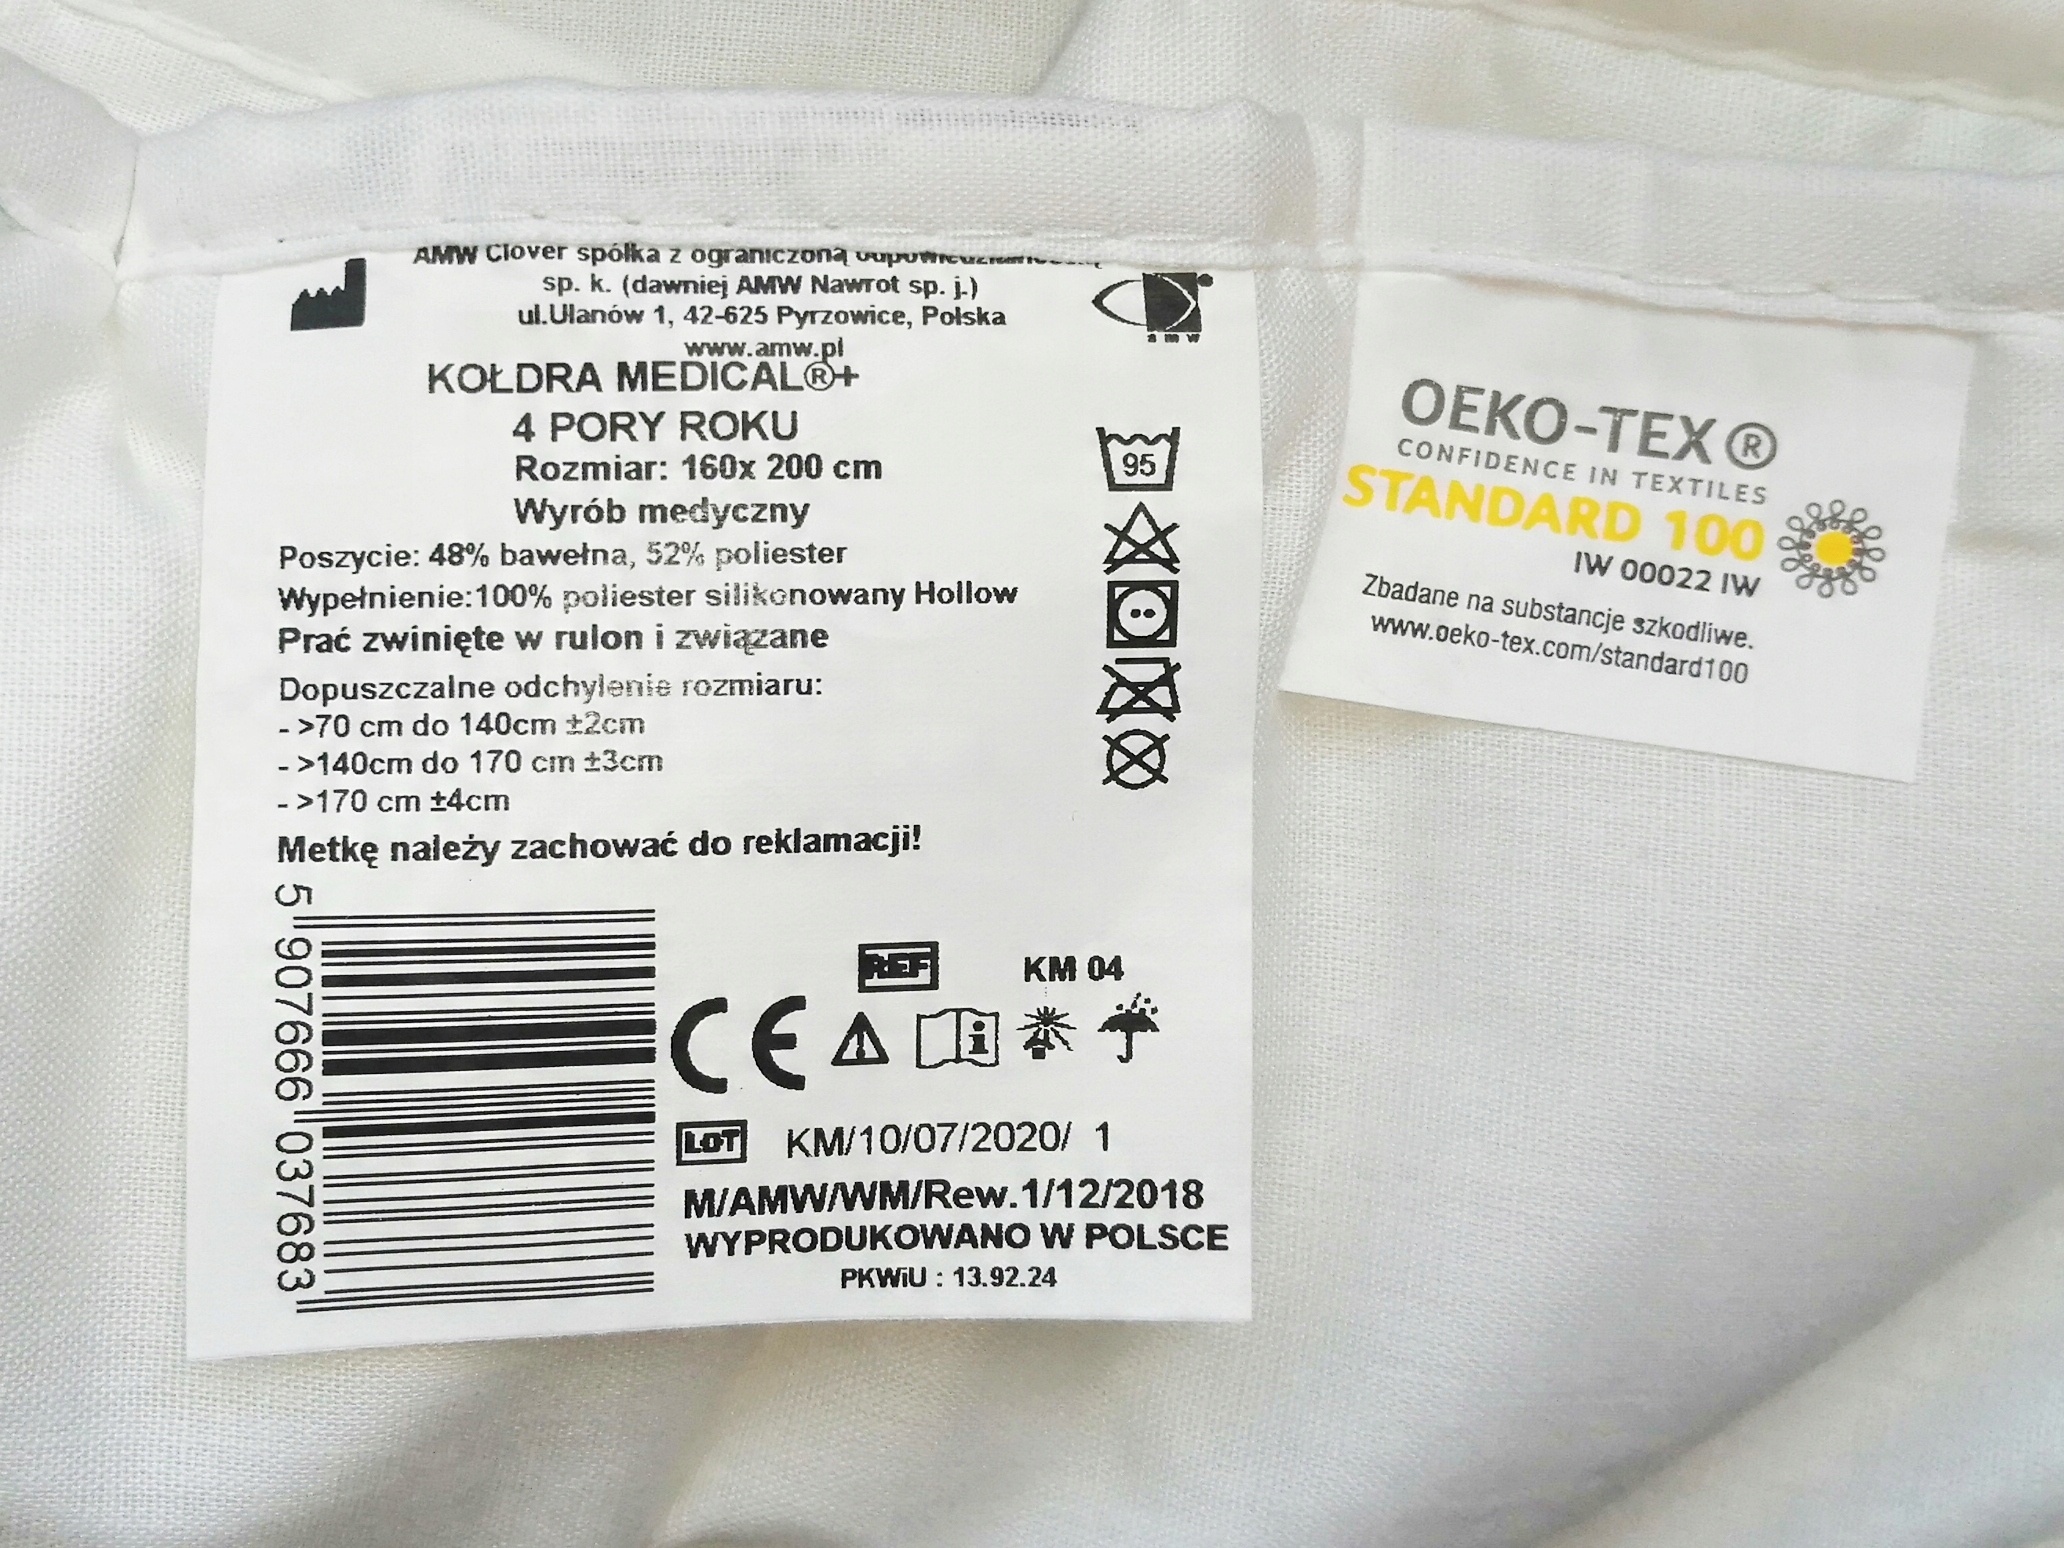 AMW Clover spółka z ograniczoną odpowiedzialnością
sp. k. (dawniej AMW Nawrot sp. j.)
ul.Ułanów 1, 42-625 Pyrzowice, Polska
www.amw.pl
amw
KOŁDRA MEDICAL®+
4 PORY ROKU
Rozmiar: 160x 200 cm
Wyrób medyczny
Poszycie: 48% bawełna, 52% poliester
Wypełnienie:100% poliester silikonowany Hollow
Prać zwinięte w rulon i związane
Dopuszczalne odchylenie rozmiaru:
- >70 cm do 140cm ±2cm
- >140cm do 170 cm ±3cm
- >170 cm ±4cm
Metkę należy zachować do reklamacji!
95
5 907666 037683
REF KM 04
CE
LOT KM/10/07/2020/ 1
M/AMW/WM/Rew.1/12/2018
WYPRODUKOWANO W POLSCE
PKWiU : 13.92.24
OEKO-TEX®
CONFIDENCE IN TEXTILES
STANDARD 100
IW 00022 IW
Zbadane na substancje szkodliwe.
www.oeko-tex.com/standard100